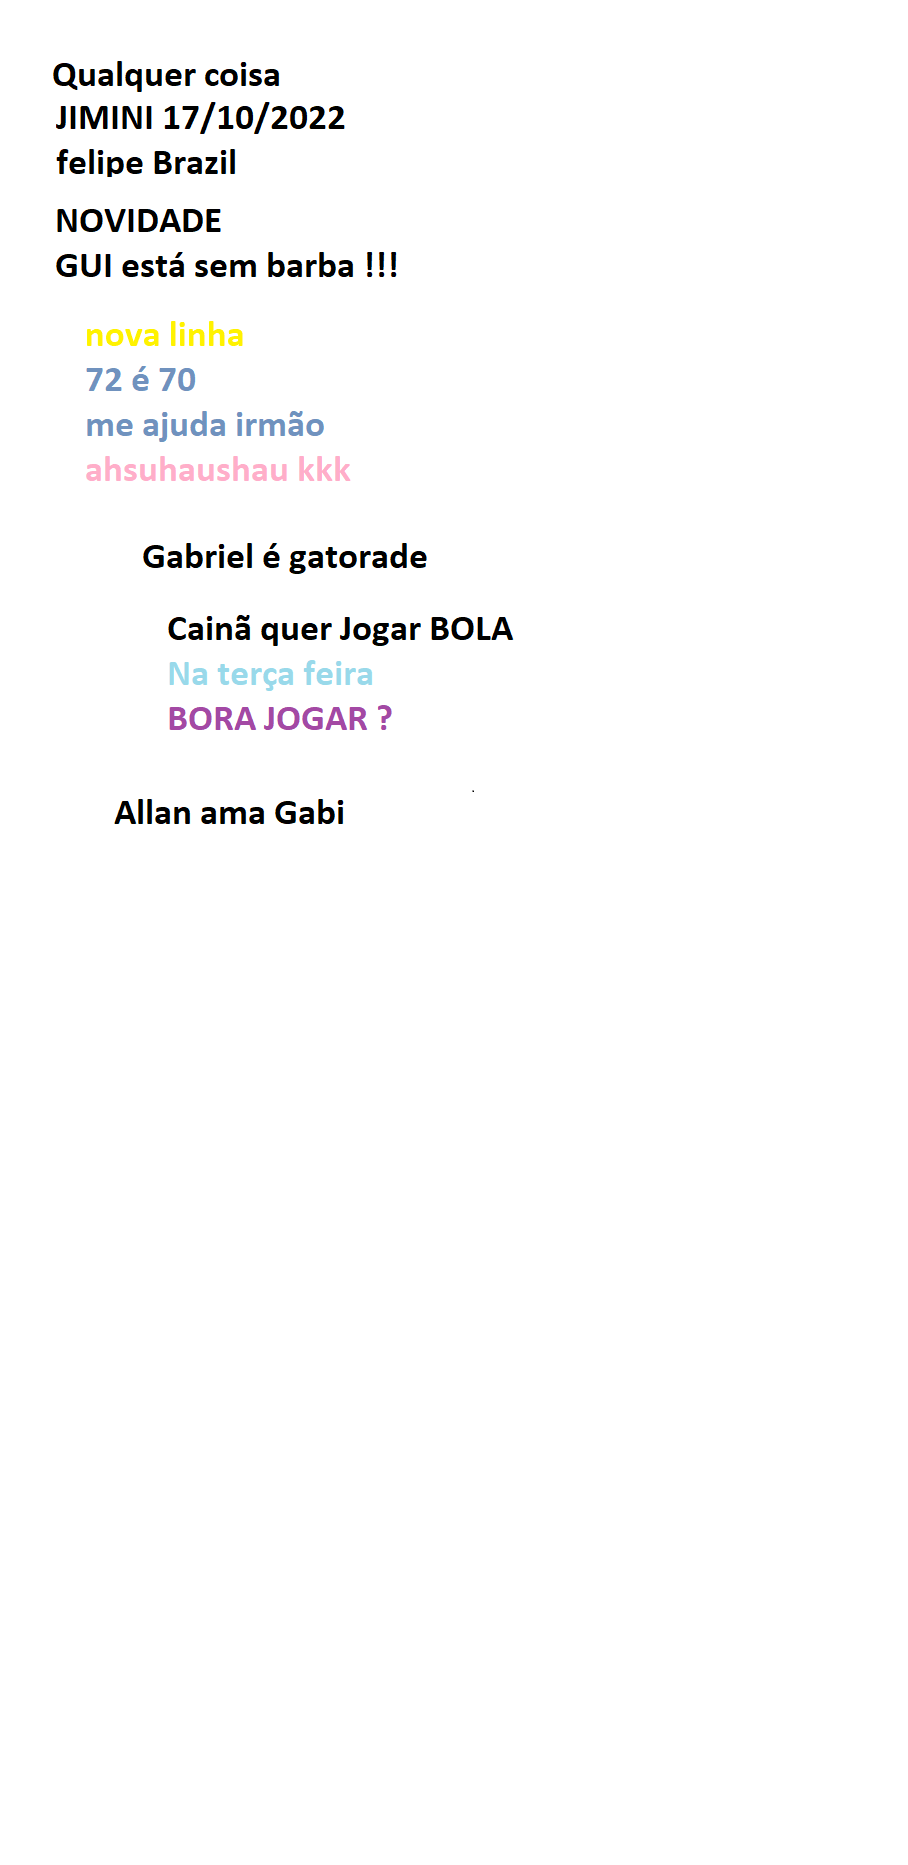 Qualquer coisa
JIMINI 17/10/2022
felipe Brazil
NOVIDADE
GUI está sem barba !!!
nova linha
72 é 70
me ajuda irmão
ahsuhaushau kkk
Gabriel é gatorade
Cainã quer Jogar BOLA
Na terça feira
BORA JOGAR ?
Allan ama Gabi